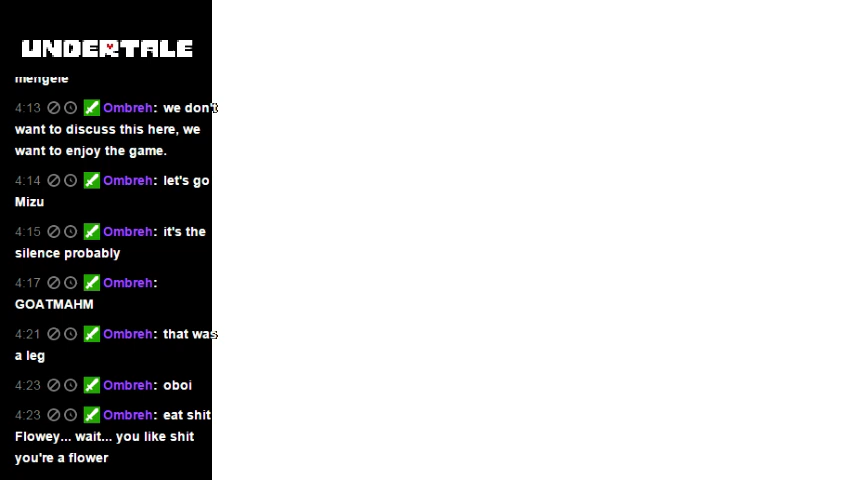 UNDERTALE
mengele
4:13 Ombreh: we don't
want to discuss this here, we
want to enjoy the game.
4:14 Ombreh: let's go
Mizu
4:15 Ombreh: it's the
silence probably
4:17 Ombreh:
GOATMAHM
4:21 Ombreh: that was
a leg
4:23 Ombreh: oboi
4:23 Ombreh: eat shit
Flowey... wait... you like shit
you're a flower